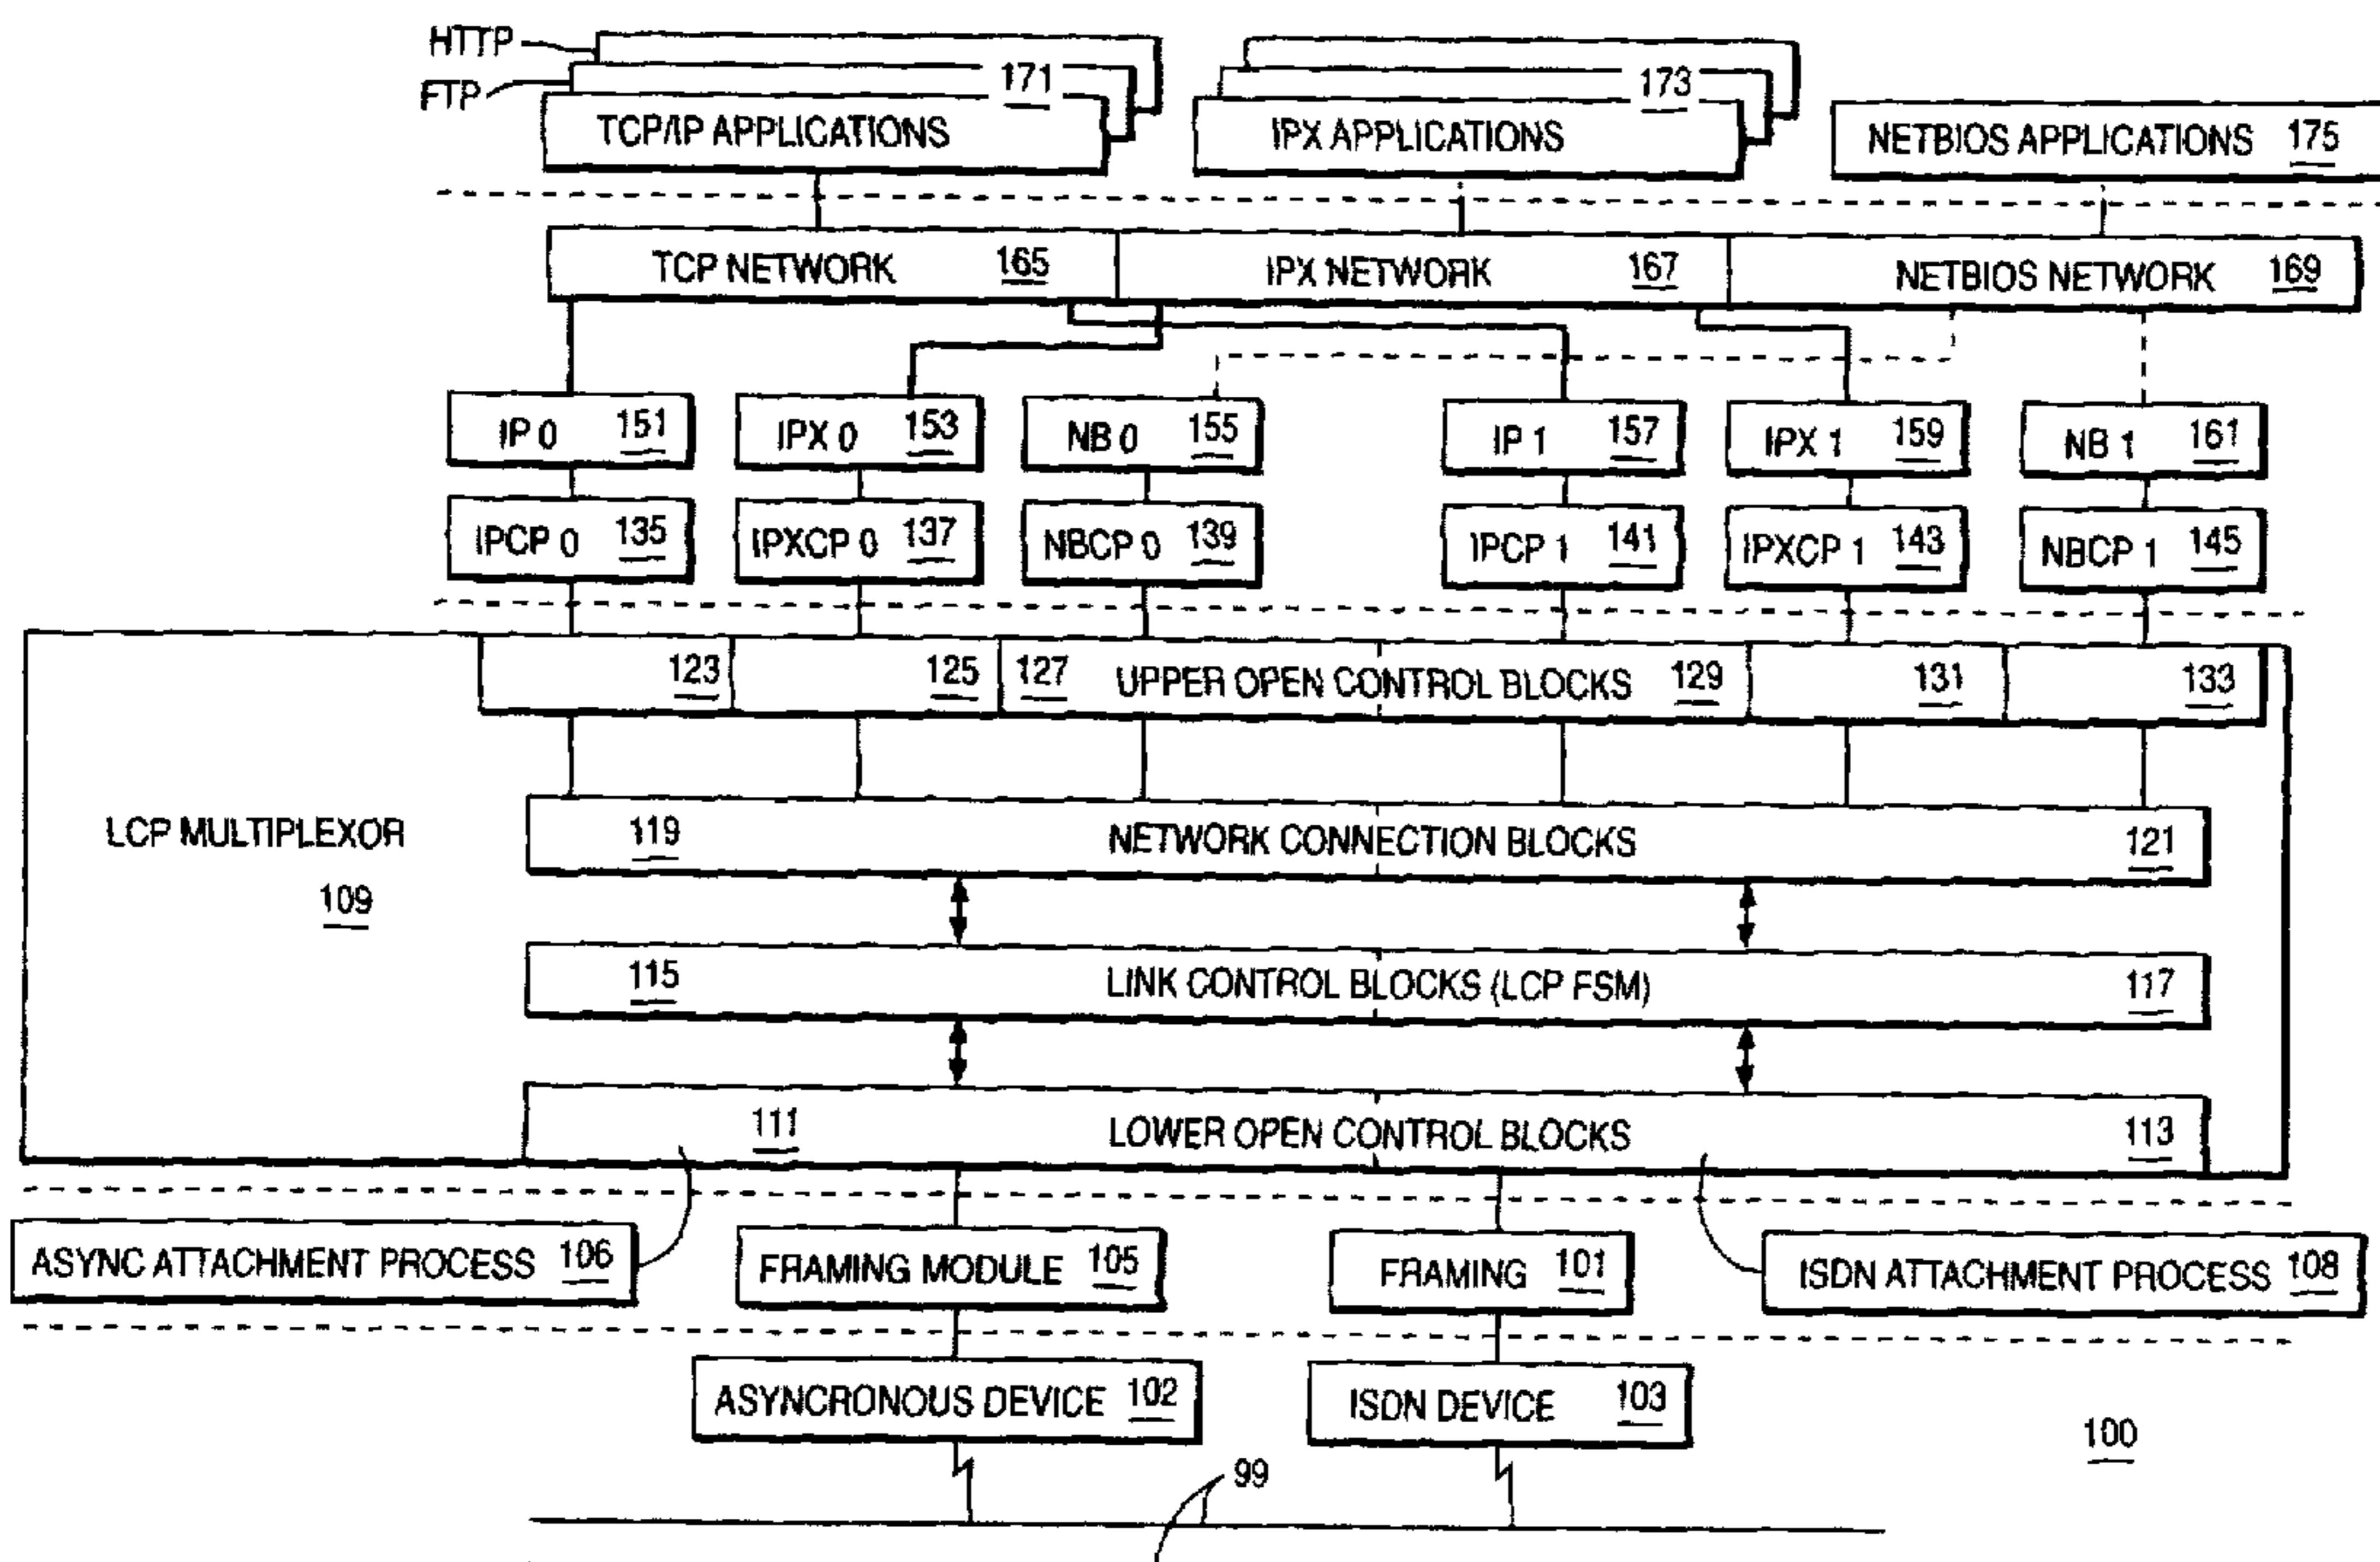 HTTP
FTP
171
TCP/IP APPLICATIONS
173
IPX APPLICATIONS
NETBIOS APPLICATIONS 175
TCP NETWORK 165
IPX NETWORK 167
NETBIOS NETWORK 169
IP 0 151
IPX 0 153
NB 0 155
IP 1 157
IPX 1 159
NB 1 161
IPCP 0 135
IPXCP 0 137
NBCP 0 139
IPCP 1 141
IPXCP 1 143
NBCP 1 145
123 125 127 UPPER OPEN CONTROL BLOCKS 129 131 133
LCP MULTIPLEXOR
109
119 NETWORK CONNECTION BLOCKS 121
115 LINK CONTROL BLOCKS (LCP FSM) 117
111 LOWER OPEN CONTROL BLOCKS 113
ASYNC ATTACHMENT PROCESS 106
FRAMING MODULE 105
FRAMING 101
ISDN ATTACHMENT PROCESS 108
ASYNCRONOUS DEVICE 102
ISDN DEVICE 103
100
99